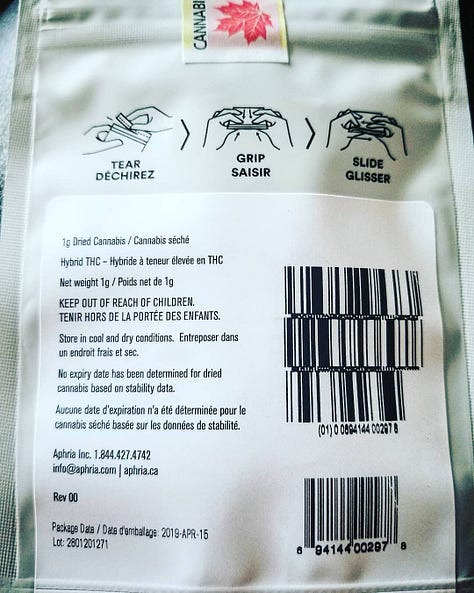 CANNABI
TEAR
DÉCHIREZ
GRIP
SAISIR
SLIDE
GLISSER
1g Dried Cannabis / Cannabis séché
Hybrid THC – Hybride à teneur élevée en THC
Net weight 1g / Poids net de 1g
KEEP OUT OF REACH OF CHILDREN.
TENIR HORS DE LA PORTÉE DES ENFANTS.
Store in cool and dry conditions. Entreposer dans
un endroit frais et sec.
No expiry date has been determined for dried
cannabis based on stability data.
Aucune date d'expiration n'a été déterminée pour le
cannabis séché basée sur les données de stabilité.
(01) 0 0694144 00297 8
Aphria Inc. 1.844.427.4742
info@aphria.com | aphria.ca
Rev 00
Package Date / Date d'emballage: 2019-APR-15
Lot: 2801201271
6 94144 00297 8